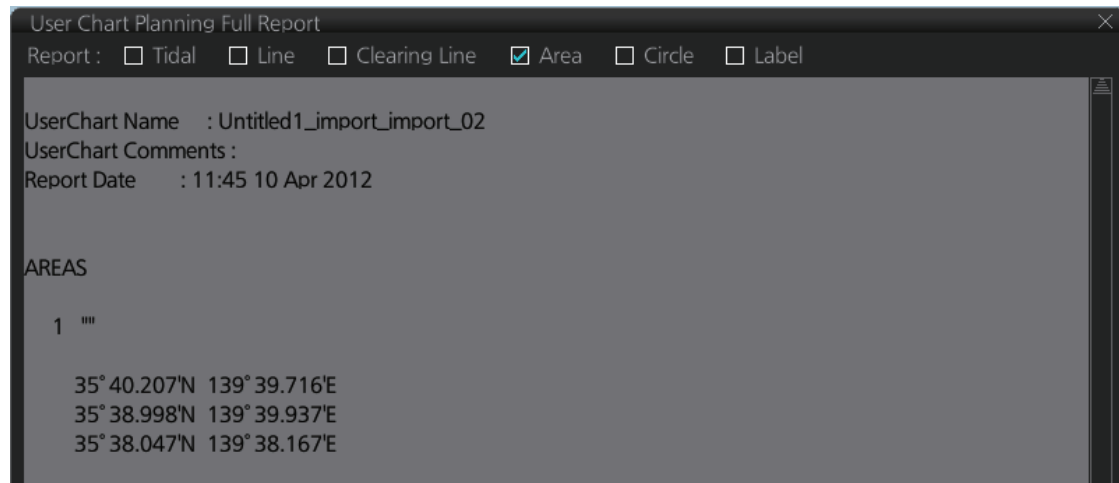 User Chart Planning Full Report
Report : Tidal Line Clearing Line Area Circle Label
UserChart Name : Untitled1_import_import_02
UserChart Comments :
Report Date : 11:45 10 Apr 2012
AREAS
1 ""
35°40.207'N 139°39.716'E
35°38.998'N 139°39.937'E
35°38.047'N 139°38.167'E